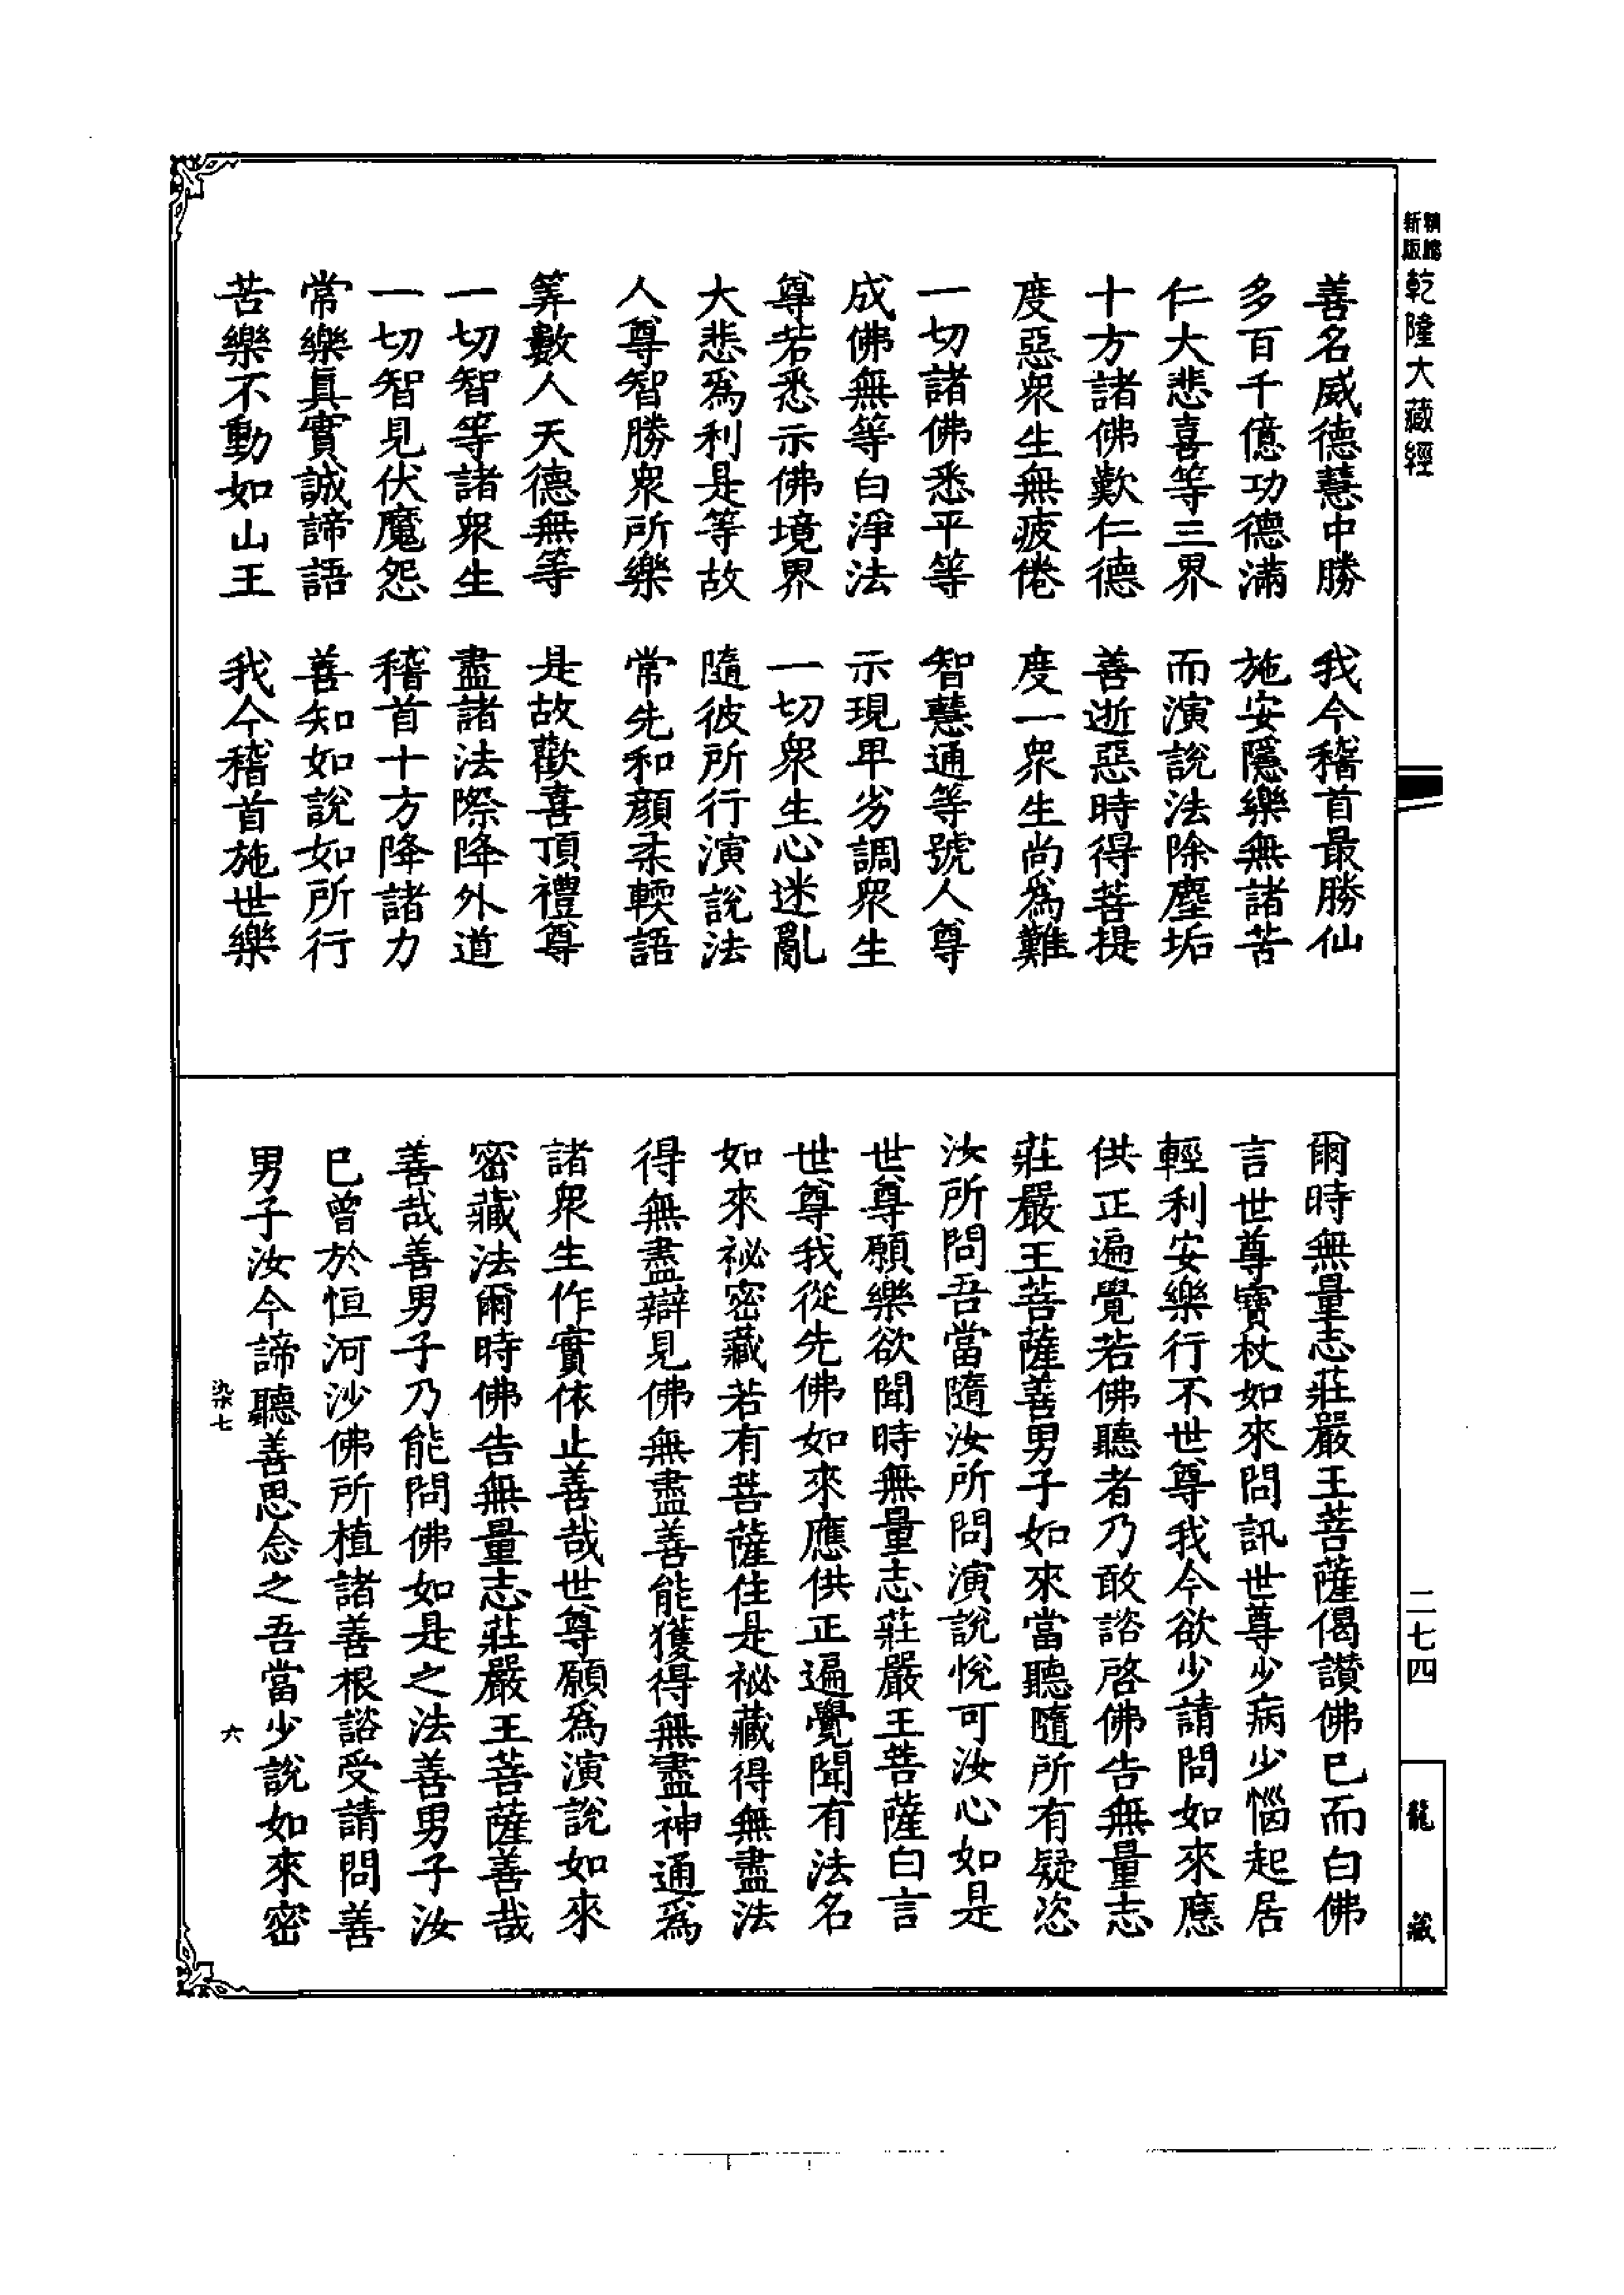 新版
精縮
乾隆大藏經
二七四
龍藏
善名威德慧中勝　我今稽首最勝仙
多百千億功德滿　施安隱樂無諸苦
仁大悲喜等三界　而演說法除塵垢
十方諸佛歎仁德　善逝惡時得菩提
度惡衆生無疲倦　度一衆生尚爲難
一切諸佛悉平等　智慧通等號人尊
成佛無等白淨法　示現早劣調衆生
尊若悉示佛境界　一切衆生心迷亂
大悲爲利是等故　隨彼所行演說法
人尊智勝衆所樂　常先和顏柔輭語
筭數人天德無等　是故歡喜頂禮尊
一切智等諸衆生　盡諸法際降外道
一切智見伏魔怨　稽首十方降諸力
常樂眞實誠諦語　善知如說如所行
苦樂不動如山王　我今稽首施世樂
爾時無量志莊嚴王菩薩偈讃佛已而白佛
言世尊寶杖如來問訊世尊少病少惱起居
輕利安樂行不世尊我今欲少請問如來應
供正遍覺若佛聽者乃敢諮啓佛告無量志
莊嚴王菩薩善男子如來當聽隨所有疑恣
汝所問吾當隨汝所問演說悅可汝心如是
世尊願樂欲聞時無量志莊嚴王菩薩白言
世尊我從先佛如來應供正遍覺聞有法名
如來祕密藏若有菩薩住是祕藏得無盡法
得無盡辯見佛無盡善能獲得無盡神通爲
諸衆生作實依止善哉世尊願爲演說如來
密藏法爾時佛告無量志莊嚴王菩薩善哉
善哉善男子乃能問佛如是之法善男子汝
已曾於恒河沙佛所植諸善根諮受請問善
男子汝今諦聽善思念之吾當少說如來密
染七　六